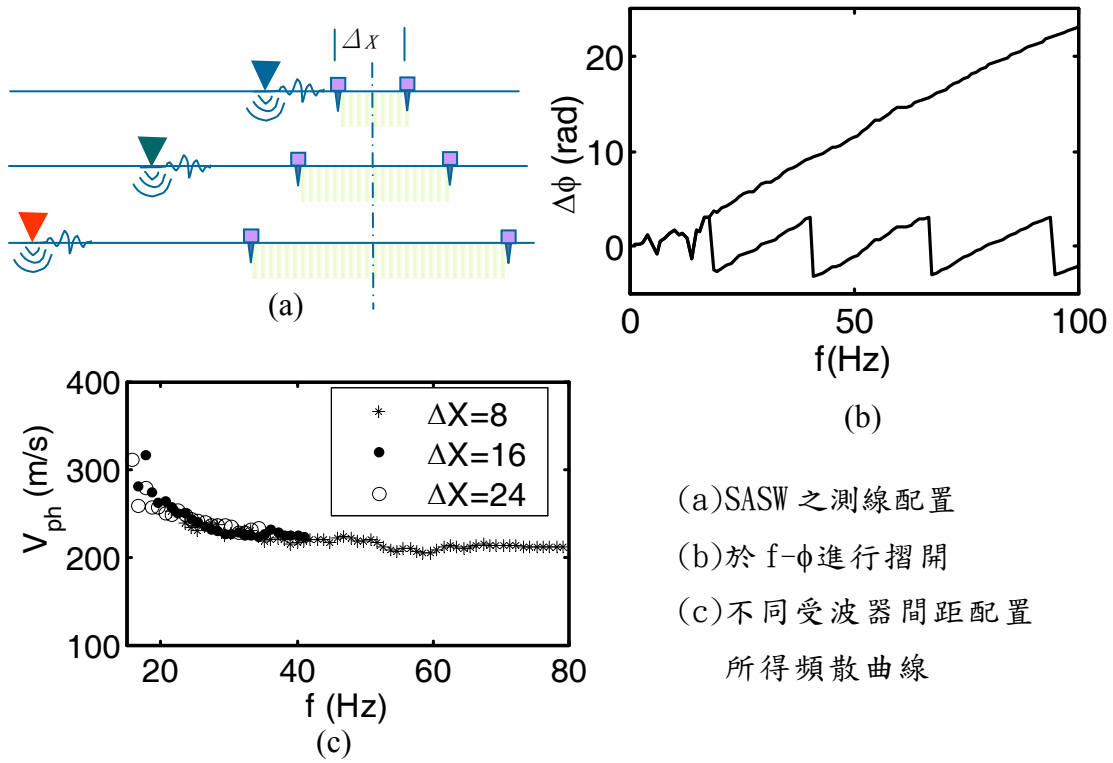 ΔX
(a)
Δϕ (rad)
20
10
0
0
50
100
f(Hz)
(b)
V_ph (m/s)
400
300
200
100
ΔX=8
ΔX=16
ΔX=24
20
40
60
80
f (Hz)
(c)
(a)SASW之測線配置
(b)於f-ϕ進行摺開
(c)不同受波器間距配置
所得頻散曲線